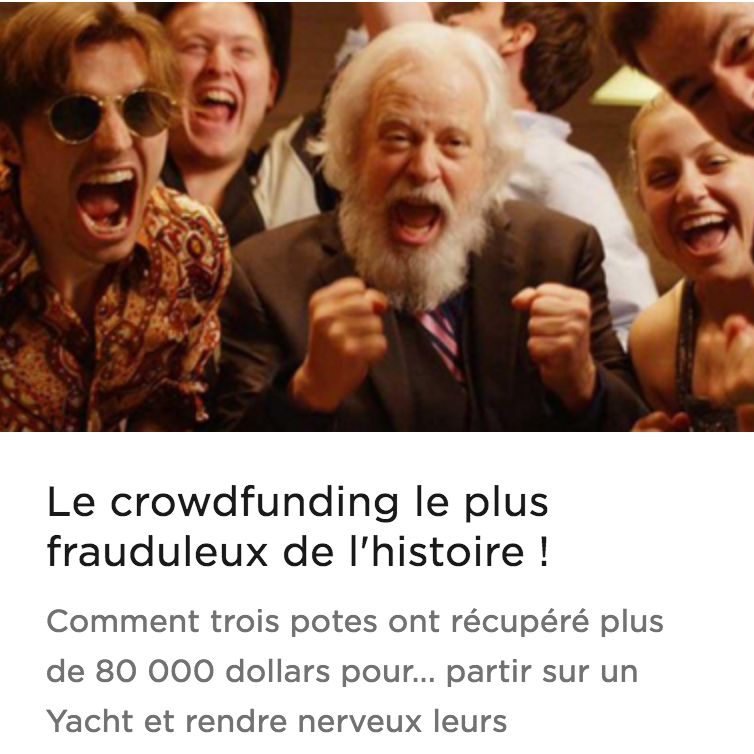 Le crowdfunding le plus
frauduleux de l'histoire !
Comment trois potes ont récupéré plus
de 80 000 dollars pour... partir sur un
Yacht et rendre nerveux leurs